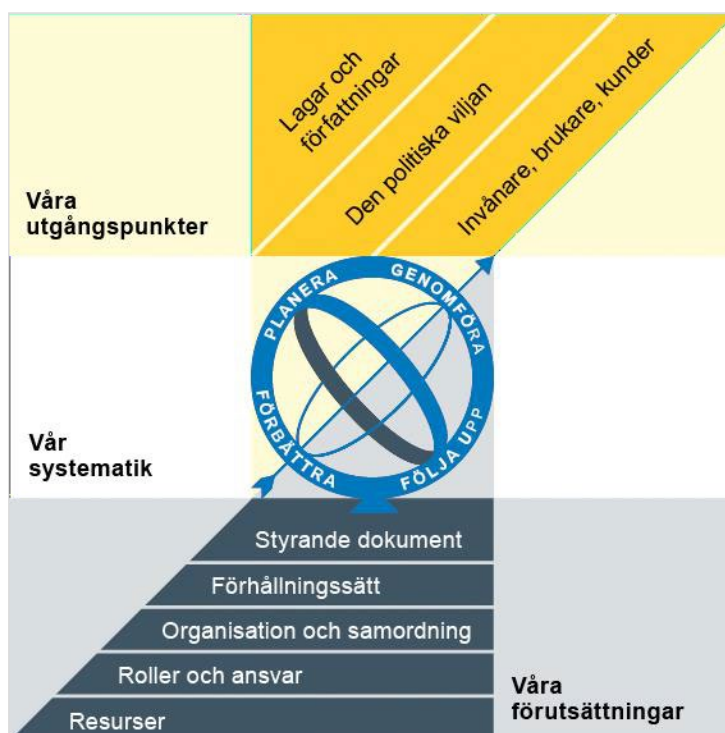 Lagar och
författningar
Den politiska viljan
Invånare, brukare, kunder
Våra
utgångspunkter
PLANERA
GENOMFÖRA
FÖRBÄTTRA
FÖLJA UPP
Vår
systematik
Styrande dokument
Förhållningssätt
Organisation och samordning
Roller och ansvar
Resurser
Våra
förutsättningar